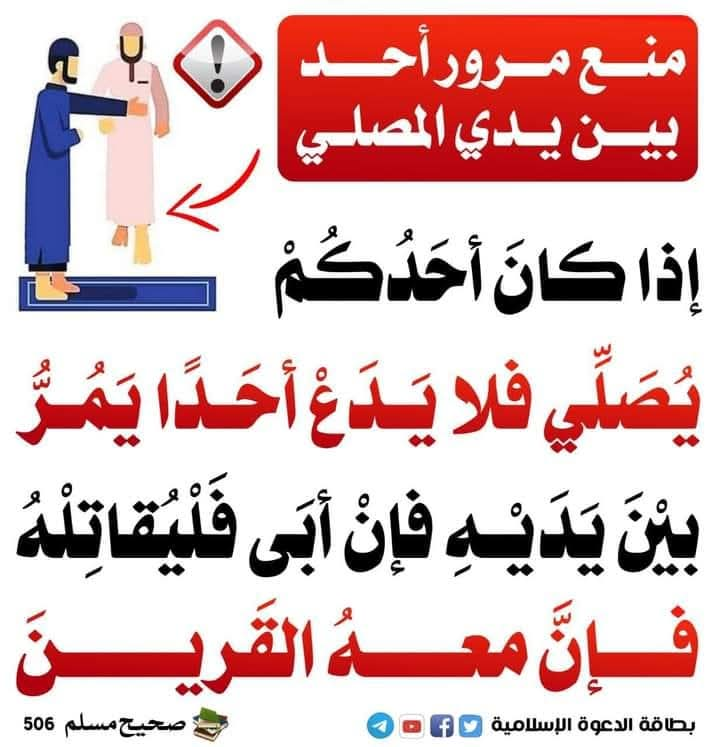 منع مرور أحد
بين يدي المصلي
إذا كانَ أحَدُكُمْ
يُصَلِّي فلا يَدَعْ أحَدًا يَمُرُّ
بيْنَ يَدَيْهِ فإنْ أبَى فَلْيُقاتِلْهُ
فإنَّ معهُ القَرينَ
بطاقة الدعوة الإسلامية
صحيح مسلم 506